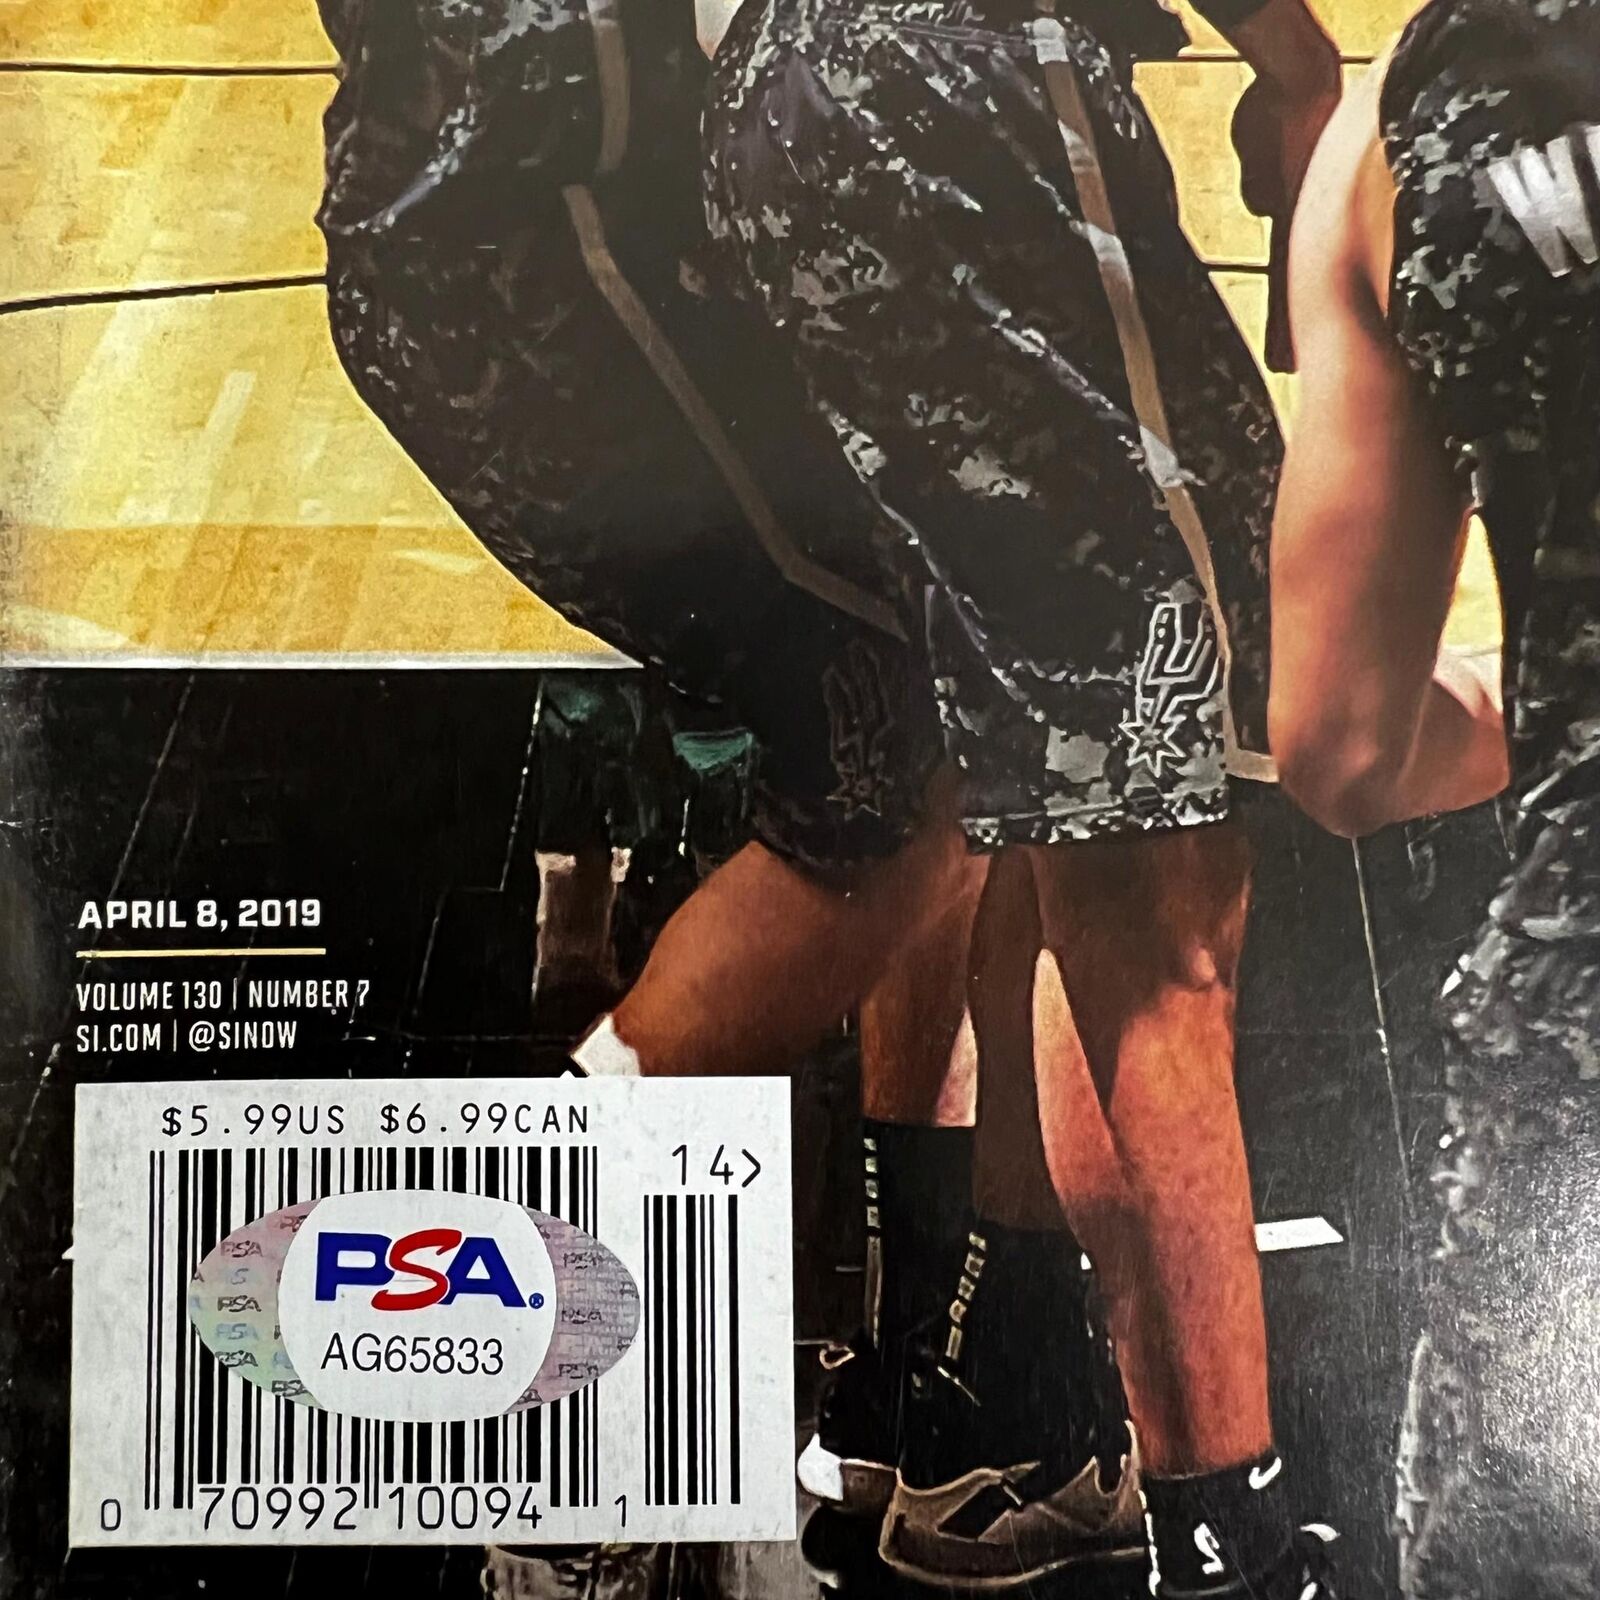 APRIL 8, 2019
VOLUME 130 | NUMBER 7
SI.COM | @SINOW
$5.99US $6.99CAN
14>
PSA®
AG65833
0 70992 10094 1